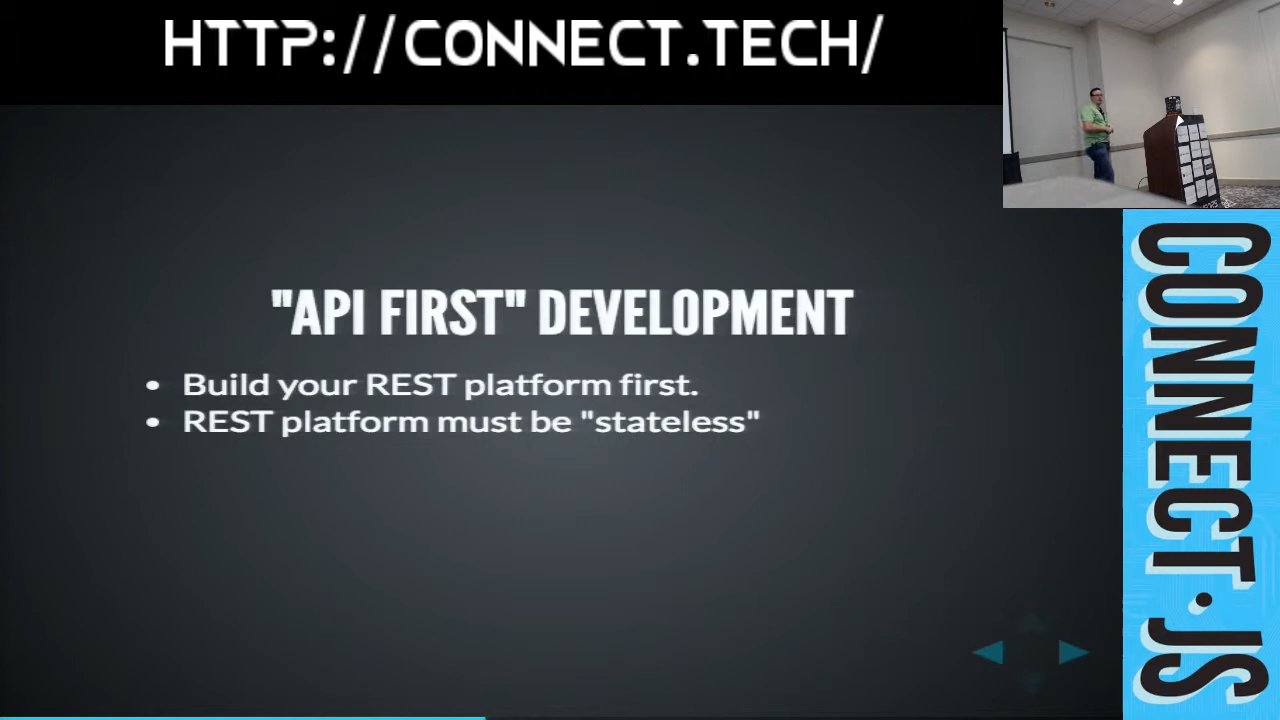 HTTP://CONNECT.TECH/
"API FIRST" DEVELOPMENT
• Build your REST platform first.
• REST platform must be "stateless"
CONNECT·JS